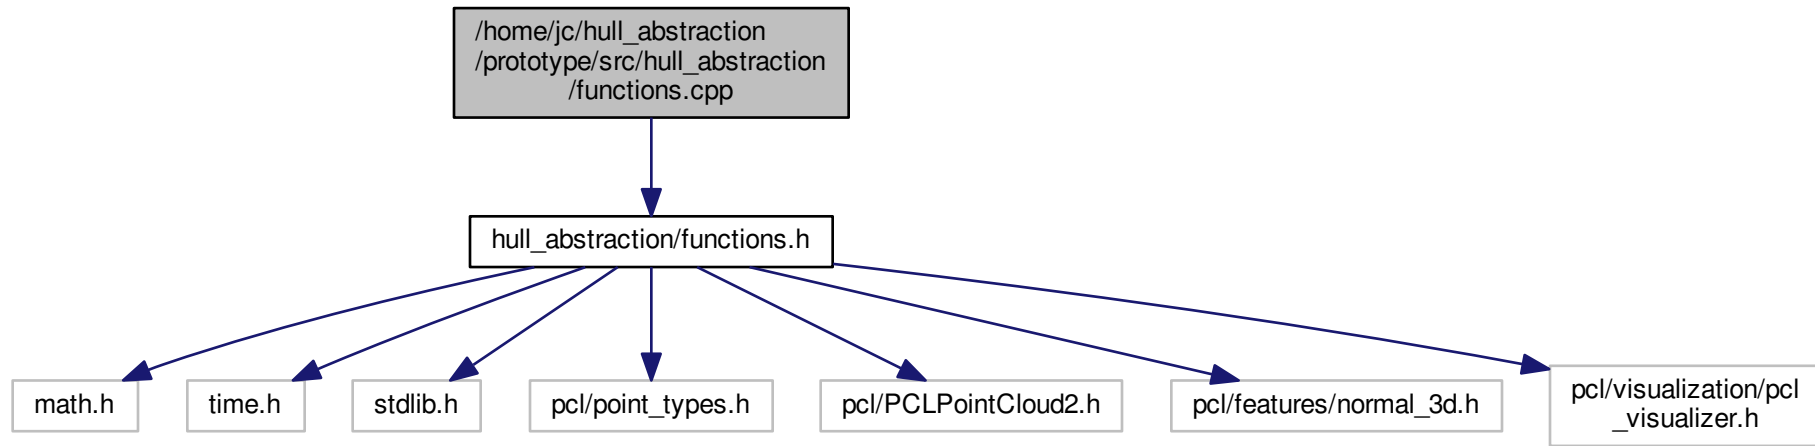 /home/jc/hull_abstraction
/prototype/src/hull_abstraction
/functions.cpp
hull_abstraction/functions.h
math.h
time.h
stdlib.h
pcl/point_types.h
pcl/PCLPointCloud2.h
pcl/features/normal_3d.h
pcl/visualization/pcl
_visualizer.h